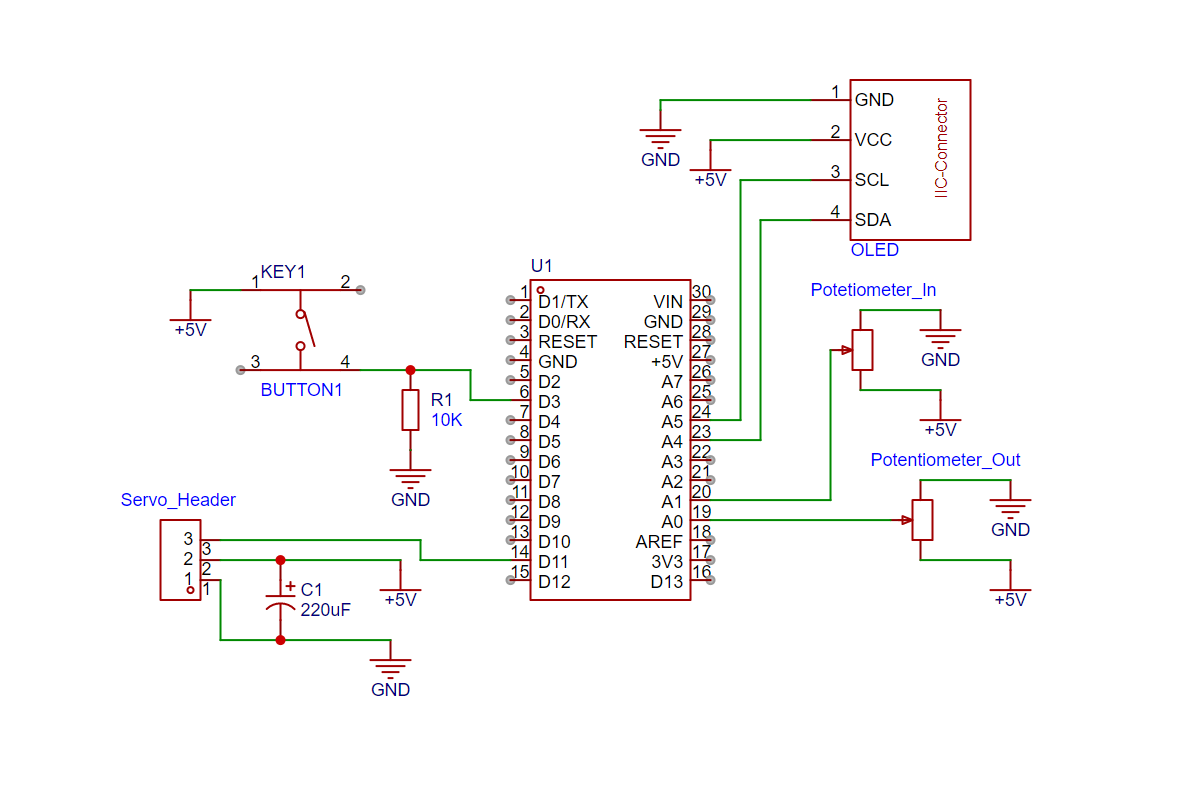 1 GND
IIC-Connector
2 VCC
GND
+5V
3 SCL
4 SDA
OLED
U1
KEY1
1 2
+5V
3 4
BUTTON1
R1
10K
GND
1 D1/TX VIN 30
2 D0/RX GND 29
3 RESET RESET 28
4 GND +5V 27
5 D2 A7 26
6 D3 A6 25
7 D4 A5 24
8 D5 A4 23
9 D6 A3 22
10 D7 A2 21
11 D8 A1 20
12 D9 A0 19
13 D10 AREF 18
14 D11 3V3 17
15 D12 D13 16
Potetiometer_In
GND
+5V
Potentiometer_Out
GND
+5V
Servo_Header
3 3
2 2
1 1
C1
220uF
+
+5V
GND